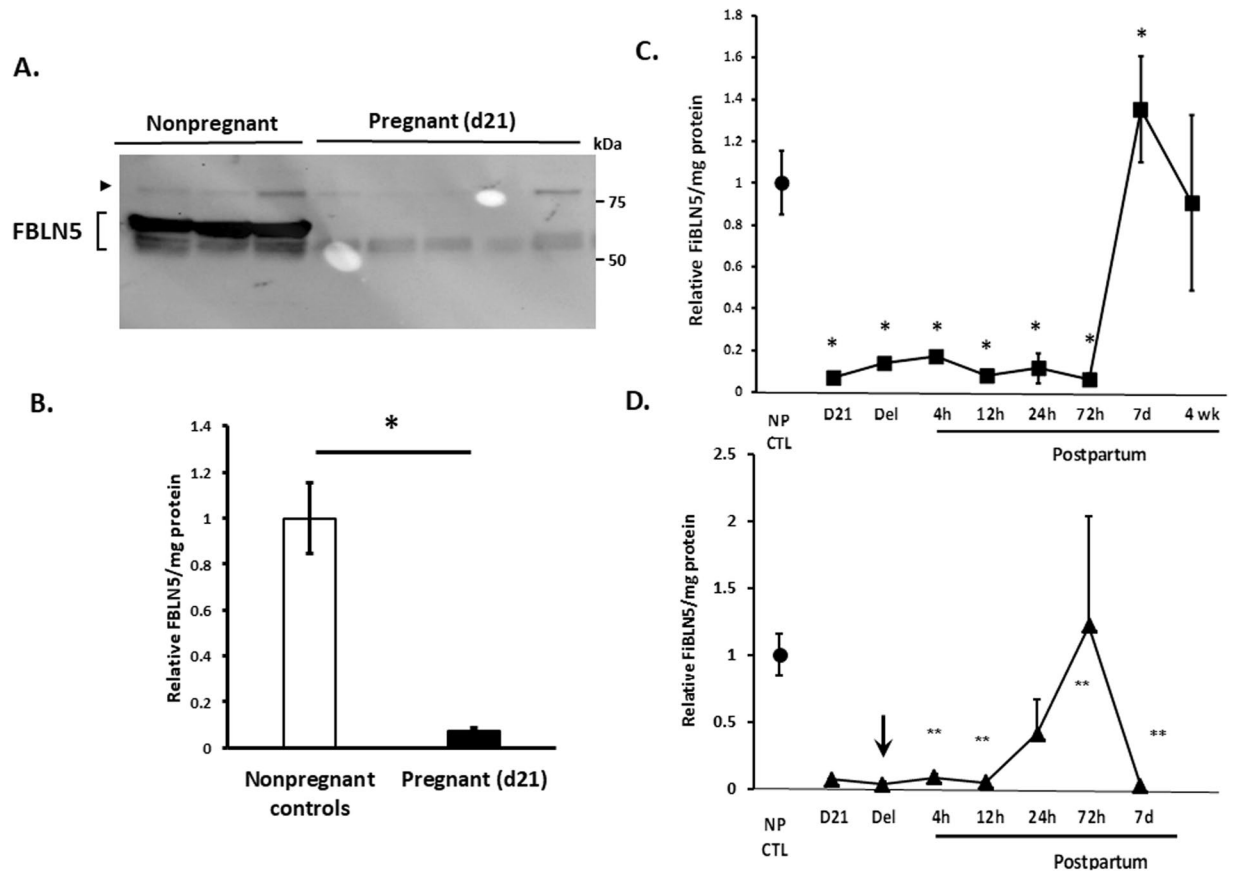 A.
Nonpregnant Pregnant (d21)
kDa
75
FBLN5
50
B.
Relative FBLN5/mg protein
1.4
*
1.2
1
0.8
0.6
0.4
0.2
0
Nonpregnant
controls
Pregnant (d21)
C.
Relative FiBLN5/mg protein
1.8
1.6
1.4
1.2
1
0.8
0.6
0.4
0.2
0
* * * * * * *
NP
CTL
D21 Del 4h 12h 24h 72h 7d 4 wk
Postpartum
D.
Relative FiBLN5/mg protein
2.5
2
1.5
1
0.5
0
** ** ** **
NP
CTL
D21 Del 4h 12h 24h 72h 7d
Postpartum